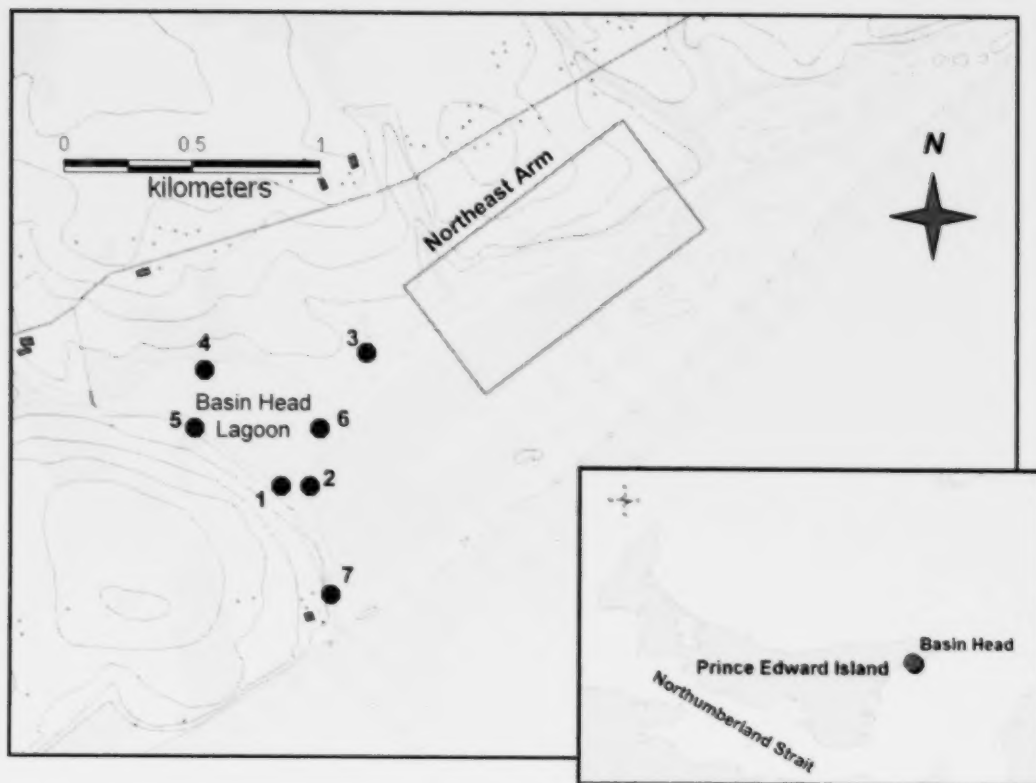 0 0 5 1
kilometers
N
Northeast Arm
3
4
Basin Head
Lagoon
5
6
1
2
7
Basin Head
Prince Edward Island
Northumberland Strait